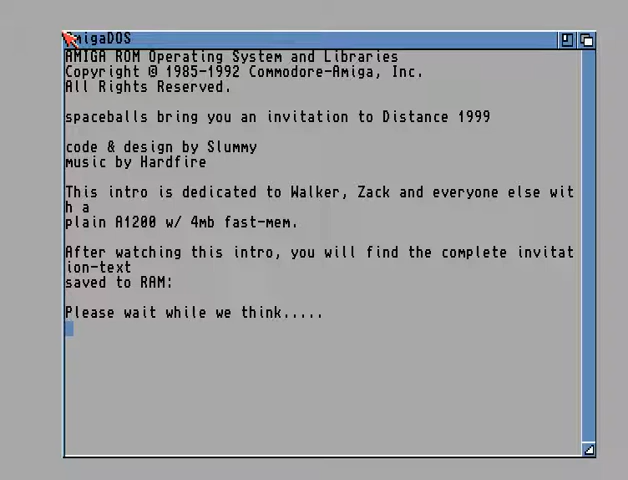 AmigaDOS
AMIGA ROM Operating System and Libraries
Copyright © 1985-1992 Commodore-Amiga, Inc.
All Rights Reserved.
spaceballs bring you an invitation to Distance 1999
code & design by Slummy
music by Hardfire
This intro is dedicated to Walker, Zack and everyone else wit
h a
plain A1200 w/ 4mb fast-mem.
After watching this intro, you will find the complete invitat
ion-text
saved to RAM:
Please wait while we think.....